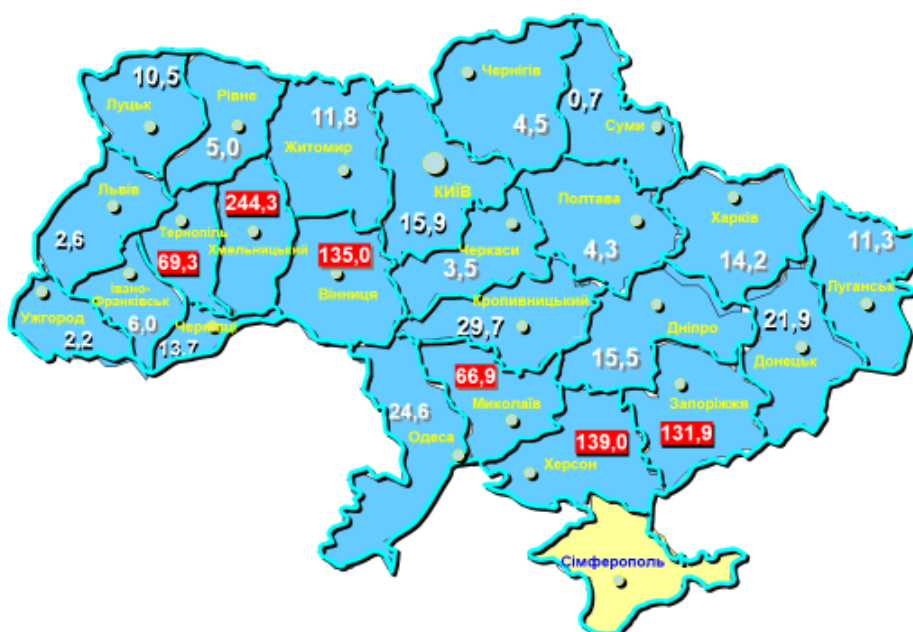 Чернігів
10,5
Рівне
0,7
Луцьк
11,8
4,5
Суми
5,0
Житомир
Львів
КИЇВ
Полтава
Харків
244,3
Тернопіль
15,9
2,6
Хмельницький
135,0
Черкаси
4,3
11,3
69,3
3,5
14,2
Івано-
Франківськ
Вінниця
Кропивницький
Луганськ
Ужгород
6,0
Чернівці
29,7
Дніпро
21,9
2,2
13.7
15,5
Донецьк
66,9
24,6
Миколаїв
Запоріжжя
Одеса
139,0
131,9
Херсон
Сімферополь